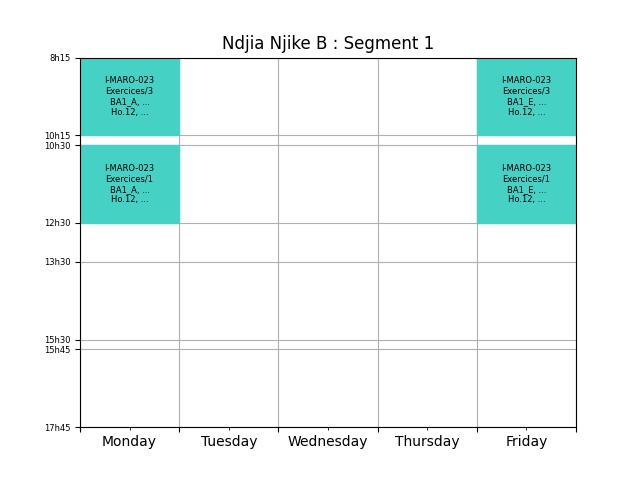 Ndjia Njike B : Segment 1
8h15
I-MARO-023
Exercices/3
BA1_A, ...
Ho.12, ...
I-MARO-023
Exercices/3
BA1_E, ...
Ho.12, ...
10h15
10h30
I-MARO-023
Exercices/1
BA1_A, ...
Ho.12, ...
I-MARO-023
Exercices/1
BA1_E, ...
Ho.12, ...
12h30
13h30
15h30
15h45
17h45
Monday Tuesday Wednesday Thursday Friday